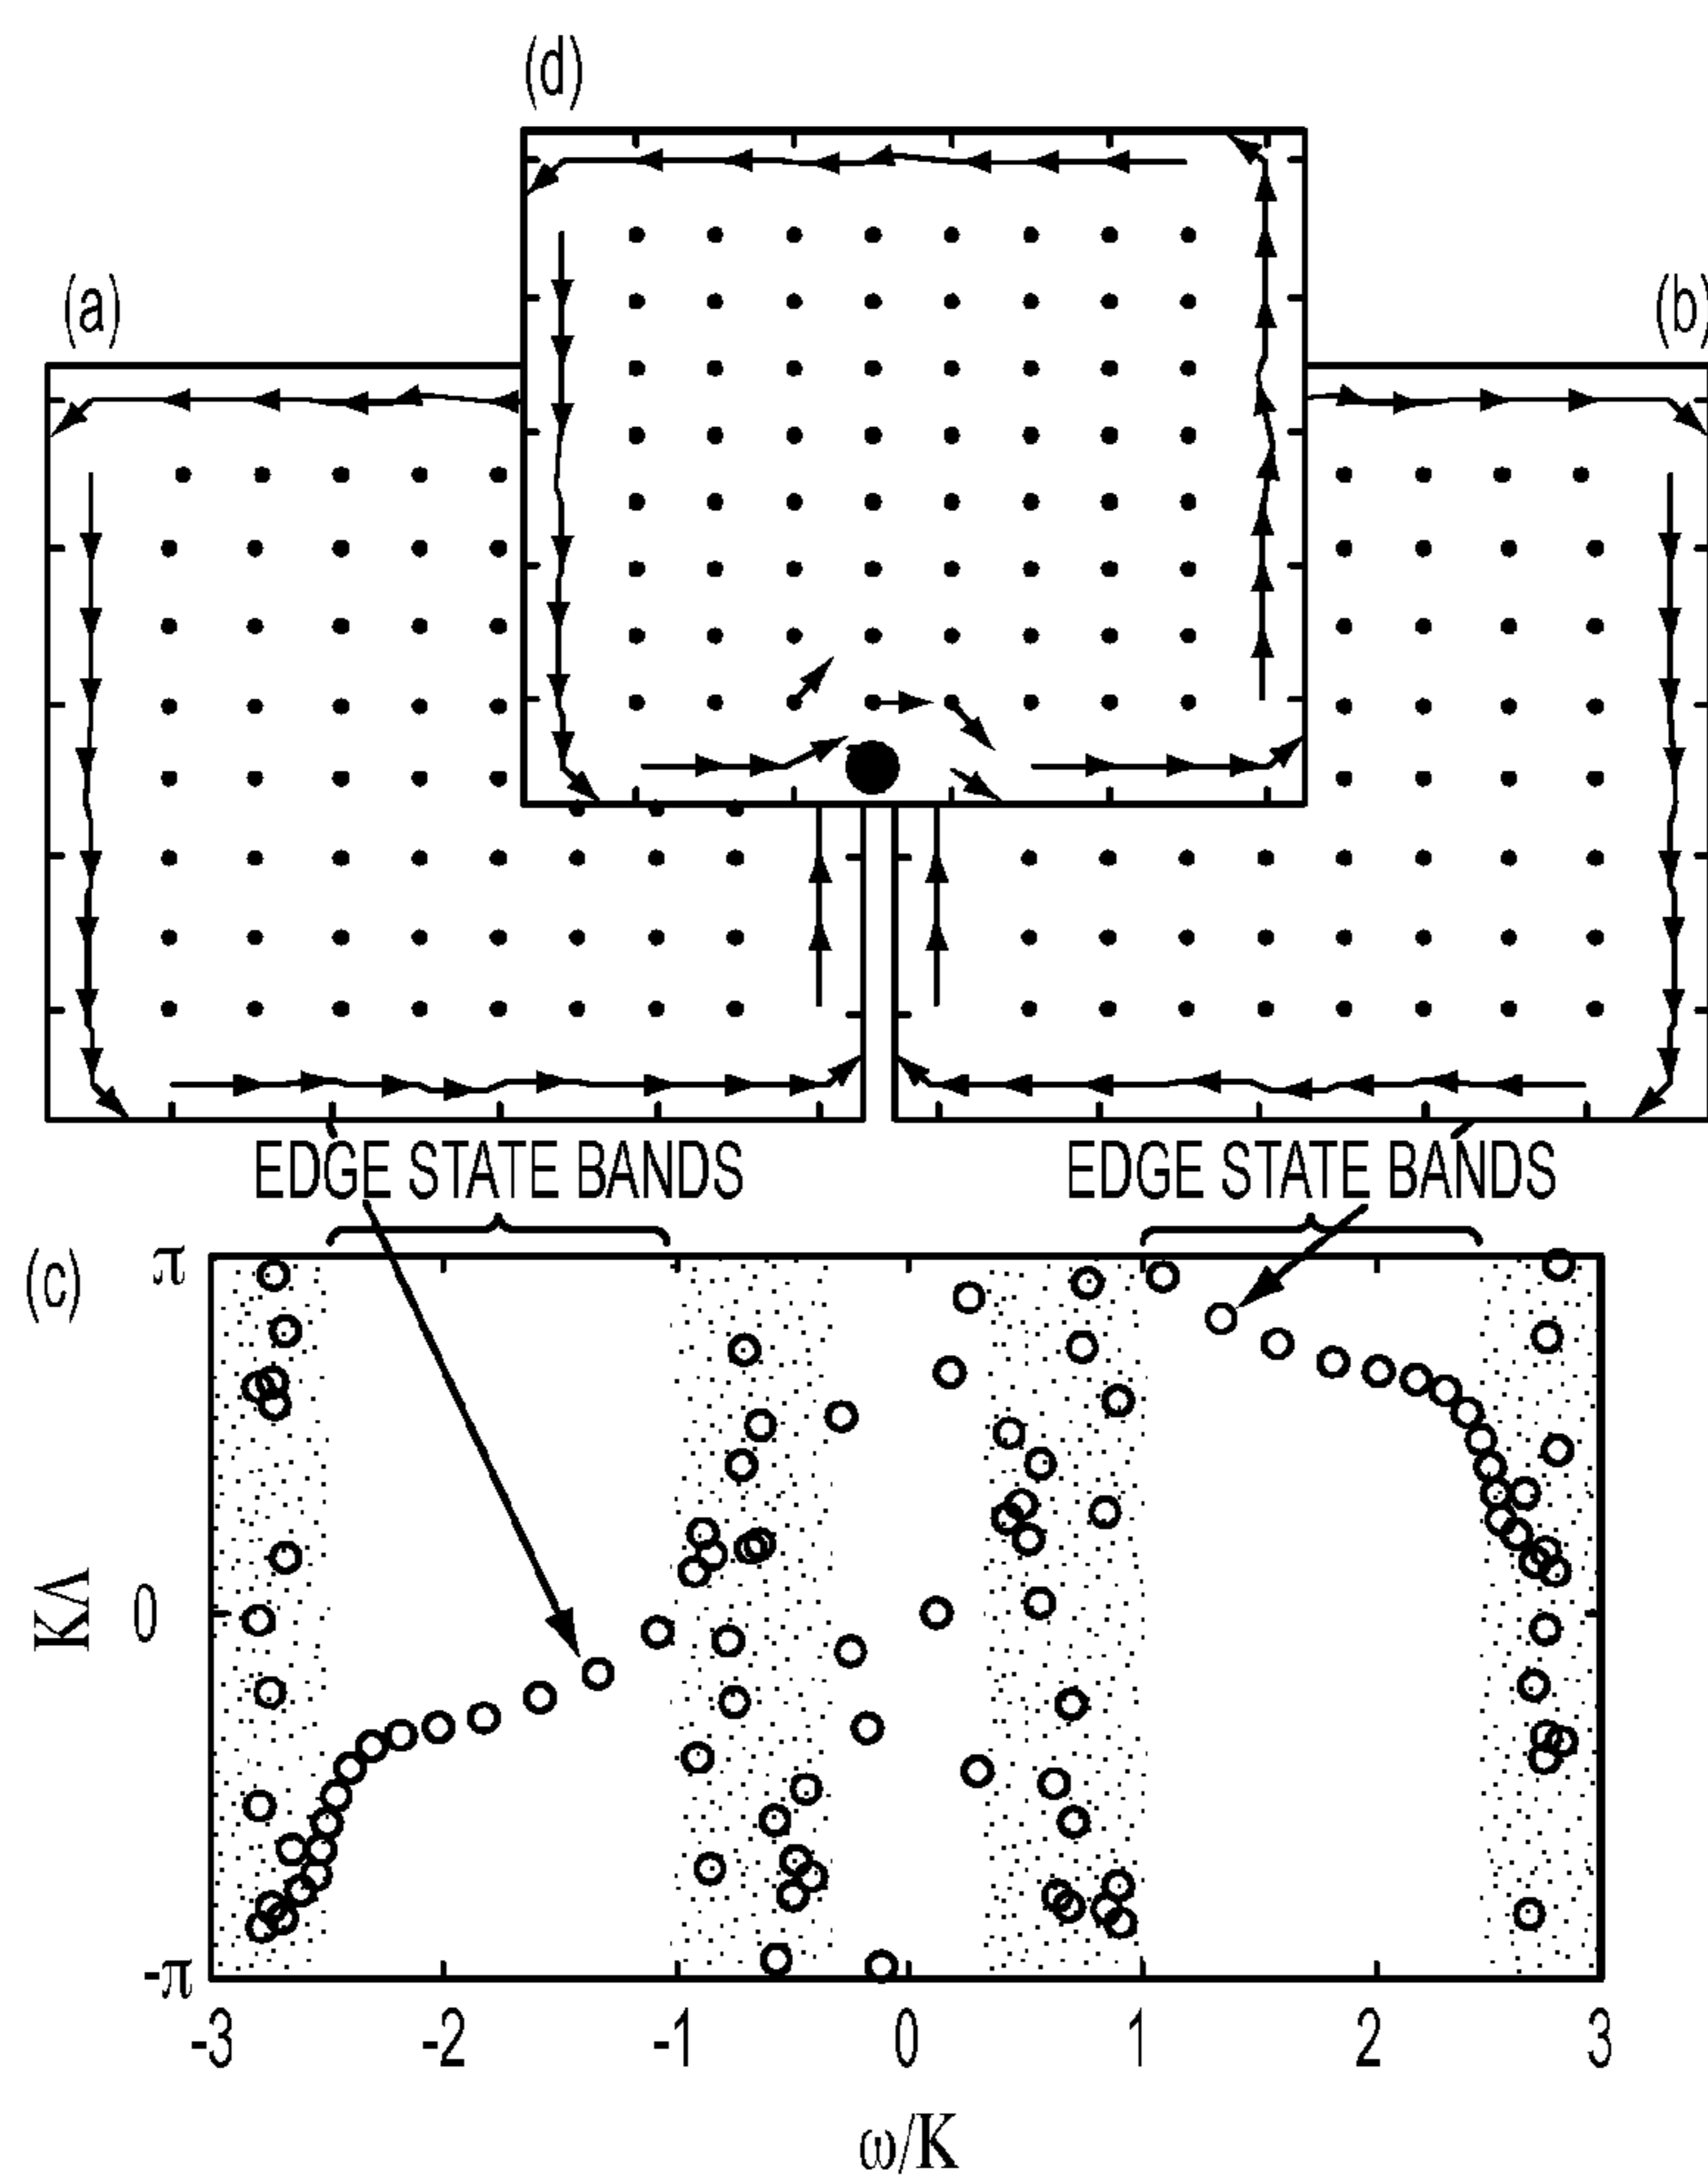 (d)
(a)
(b)
EDGE STATE BANDS
EDGE STATE BANDS
(c)
π
KΛ
0
-π
-3 -2 -1 0 1 2 3
ω/K